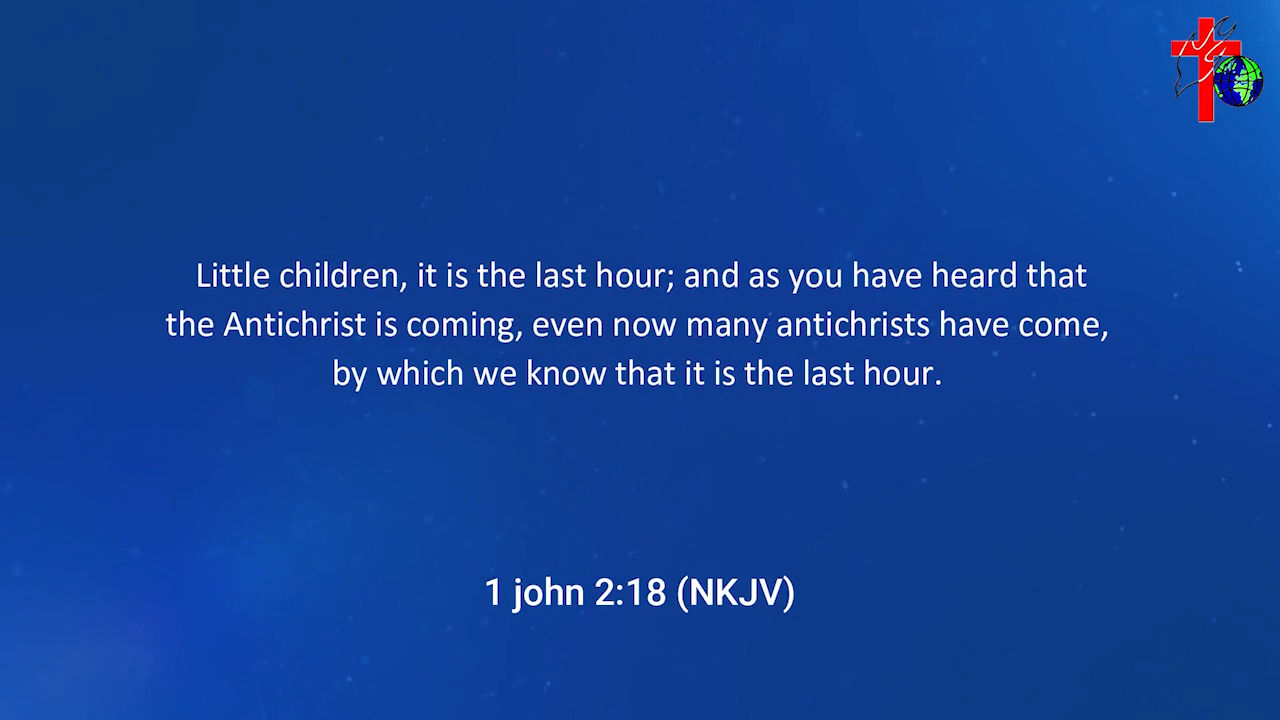 Little children, it is the last hour; and as you have heard that
the Antichrist is coming, even now many antichrists have come,
by which we know that it is the last hour.
1 john 2:18 (NKJV)